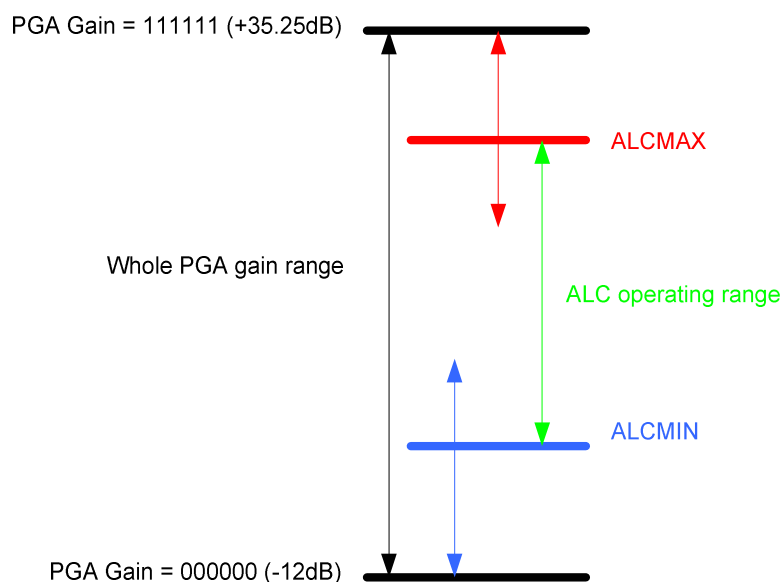 PGA Gain = 111111 (+35.25dB)
ALCMAX
Whole PGA gain range
ALC operating range
ALCMIN
PGA Gain = 000000 (-12dB)